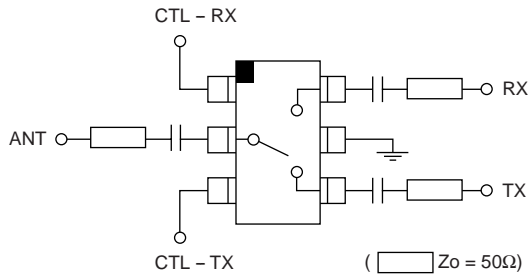 CTL – RX
RX
ANT
TX
CTL – TX
( Zo = 50Ω)